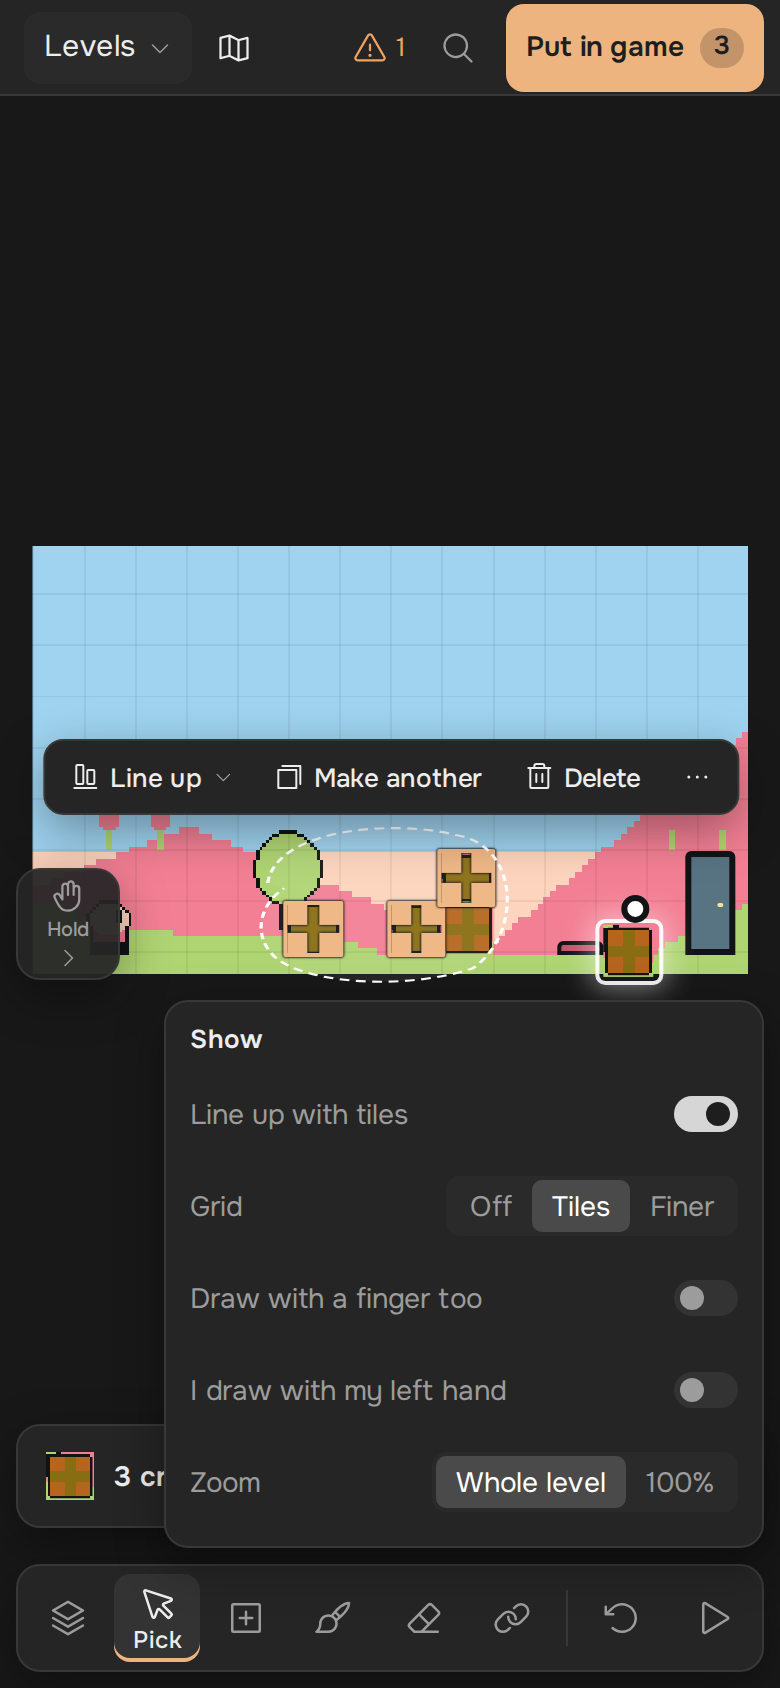 Levels
1
Put in game 3
Line up
Make another
Delete
Hold
Show
Line up with tiles
Grid
Off
Tiles
Finer
Draw with a finger too
I draw with my left hand
3
Zoom
Whole level
100%
Pick